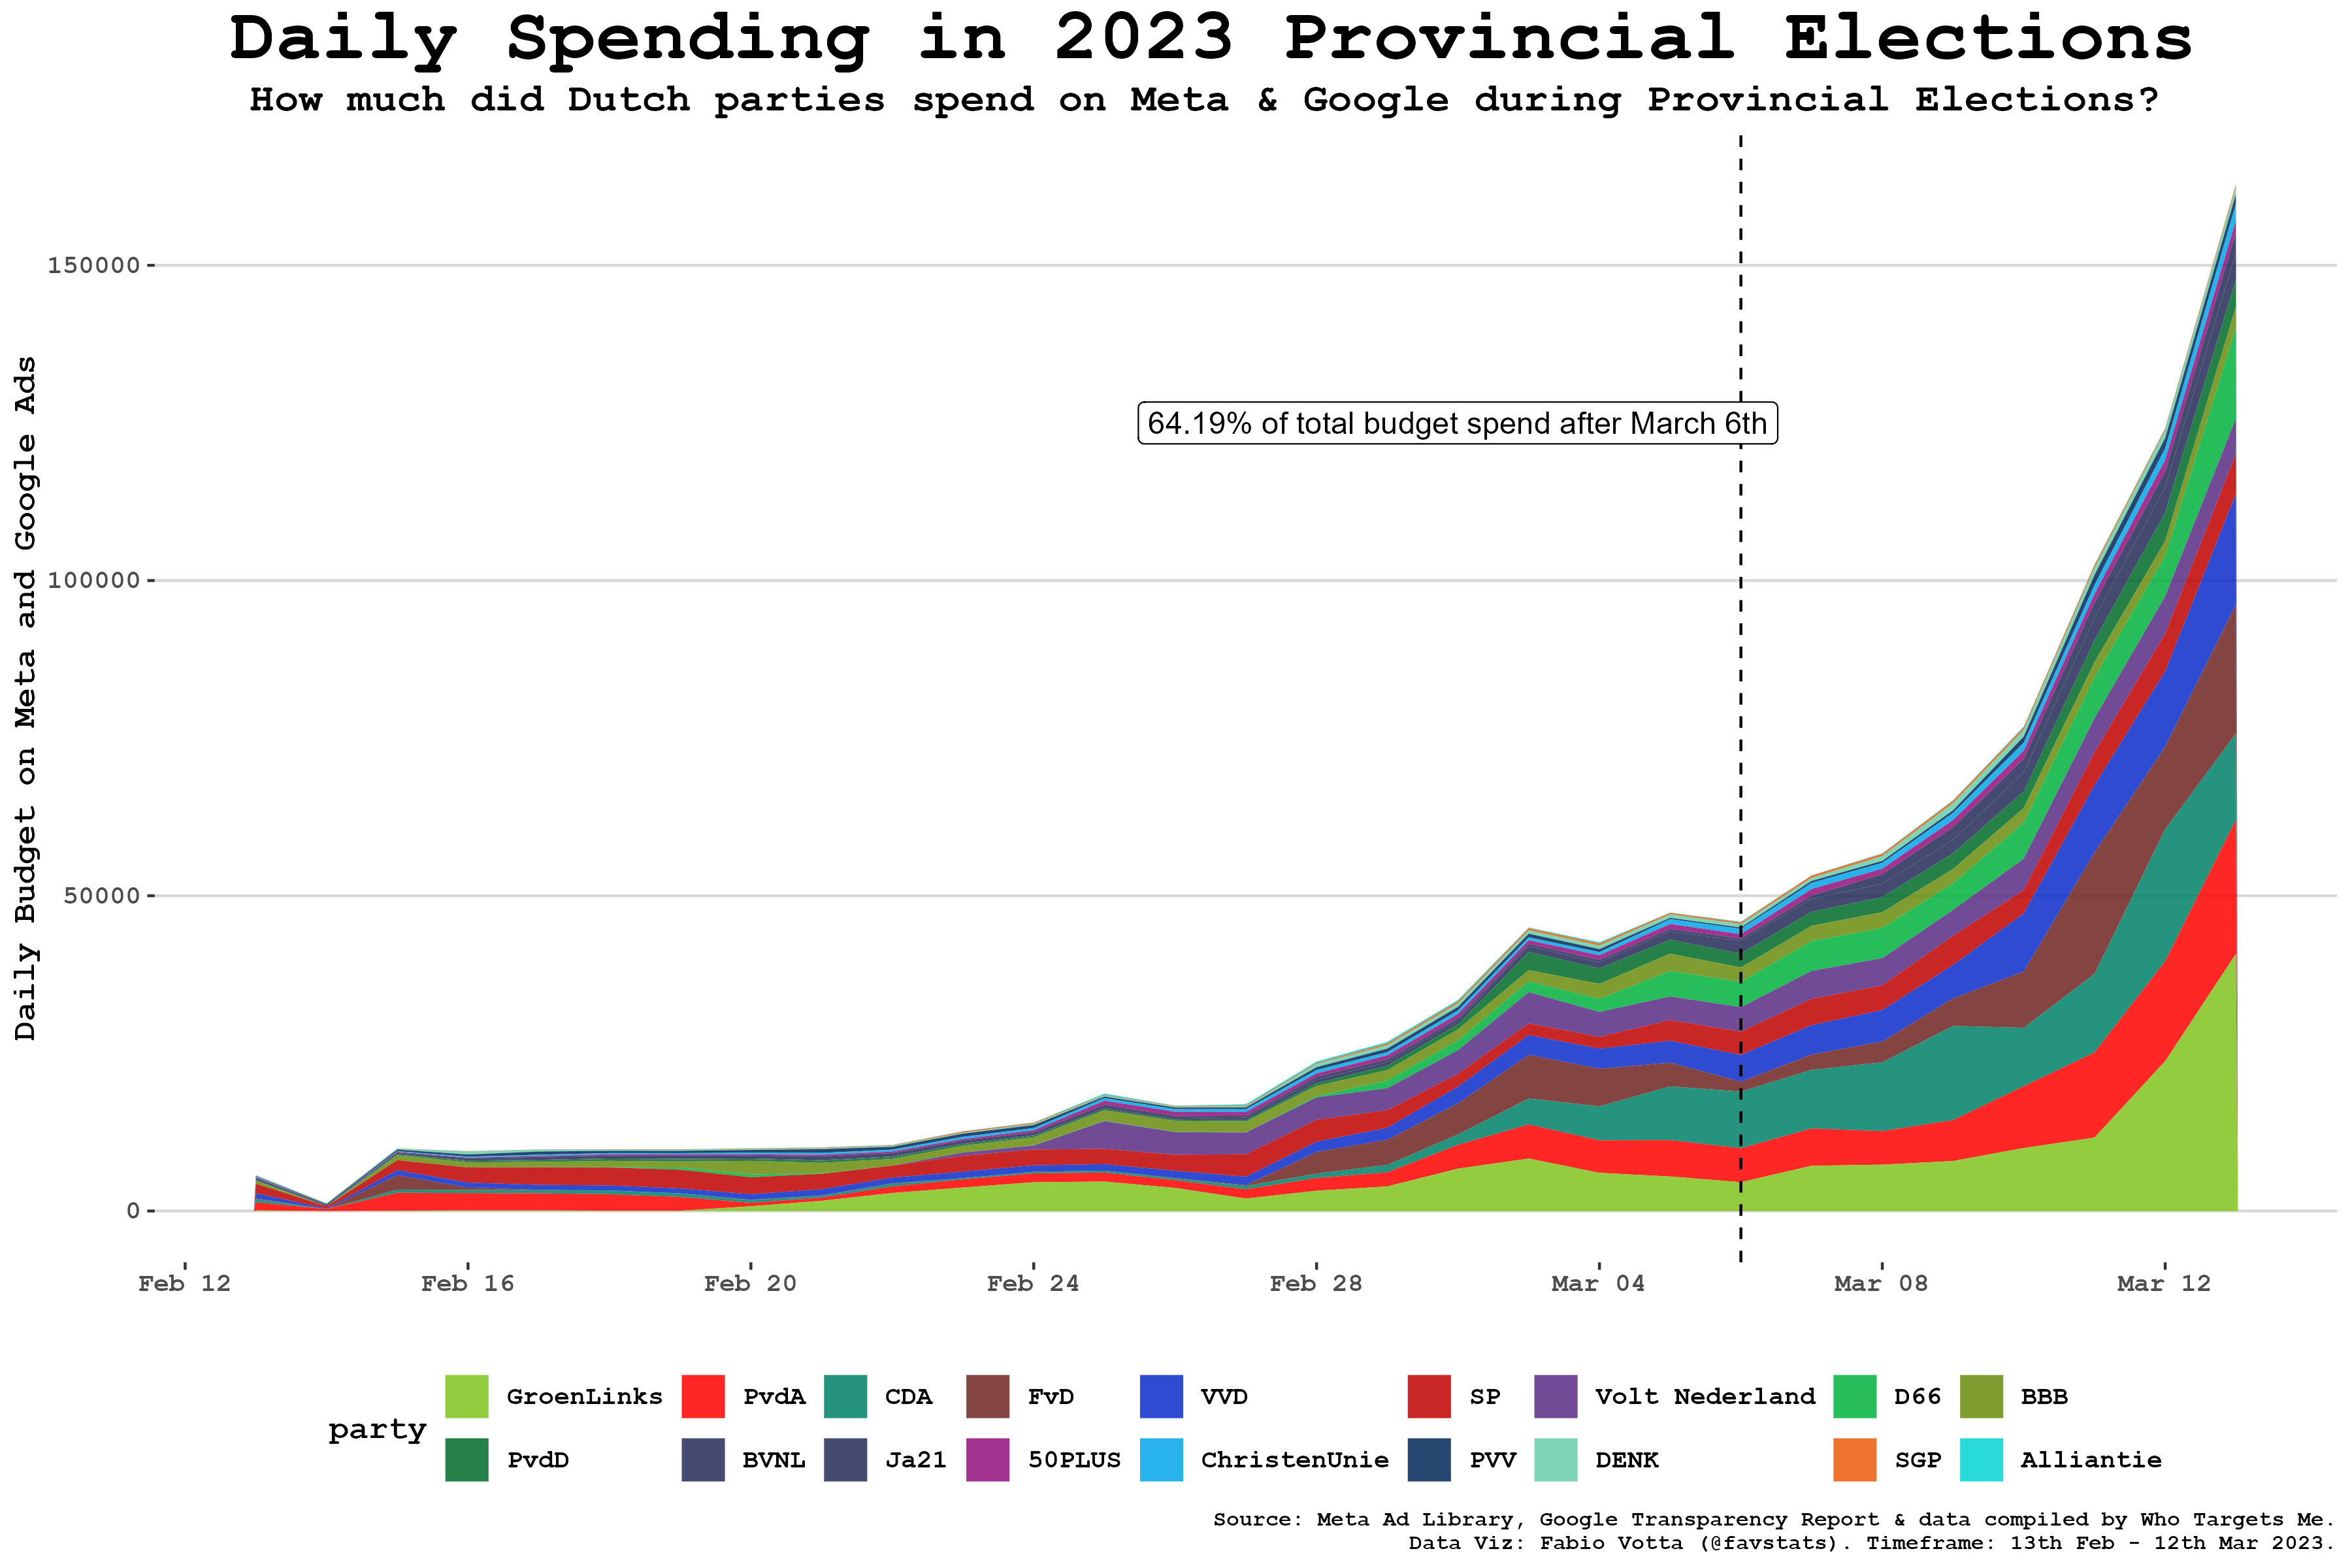 Daily Spending in 2023 Provincial Elections
How much did Dutch parties spend on Meta & Google during Provincial Elections?
Daily Budget on Meta and Google Ads
150000
100000
50000
0
64.19% of total budget spend after March 6th
Feb 12 Feb 16 Feb 20 Feb 24 Feb 28 Mar 04 Mar 08 Mar 12
party
GroenLinks PvdA CDA FvD VVD SP Volt Nederland D66 BBB
PvdD BVNL Ja21 50PLUS ChristenUnie PVV DENK SGP Alliantie
Source: Meta Ad Library, Google Transparency Report & data compiled by Who Targets Me.
Data Viz: Fabio Votta (@favstats). Timeframe: 13th Feb - 12th Mar 2023.